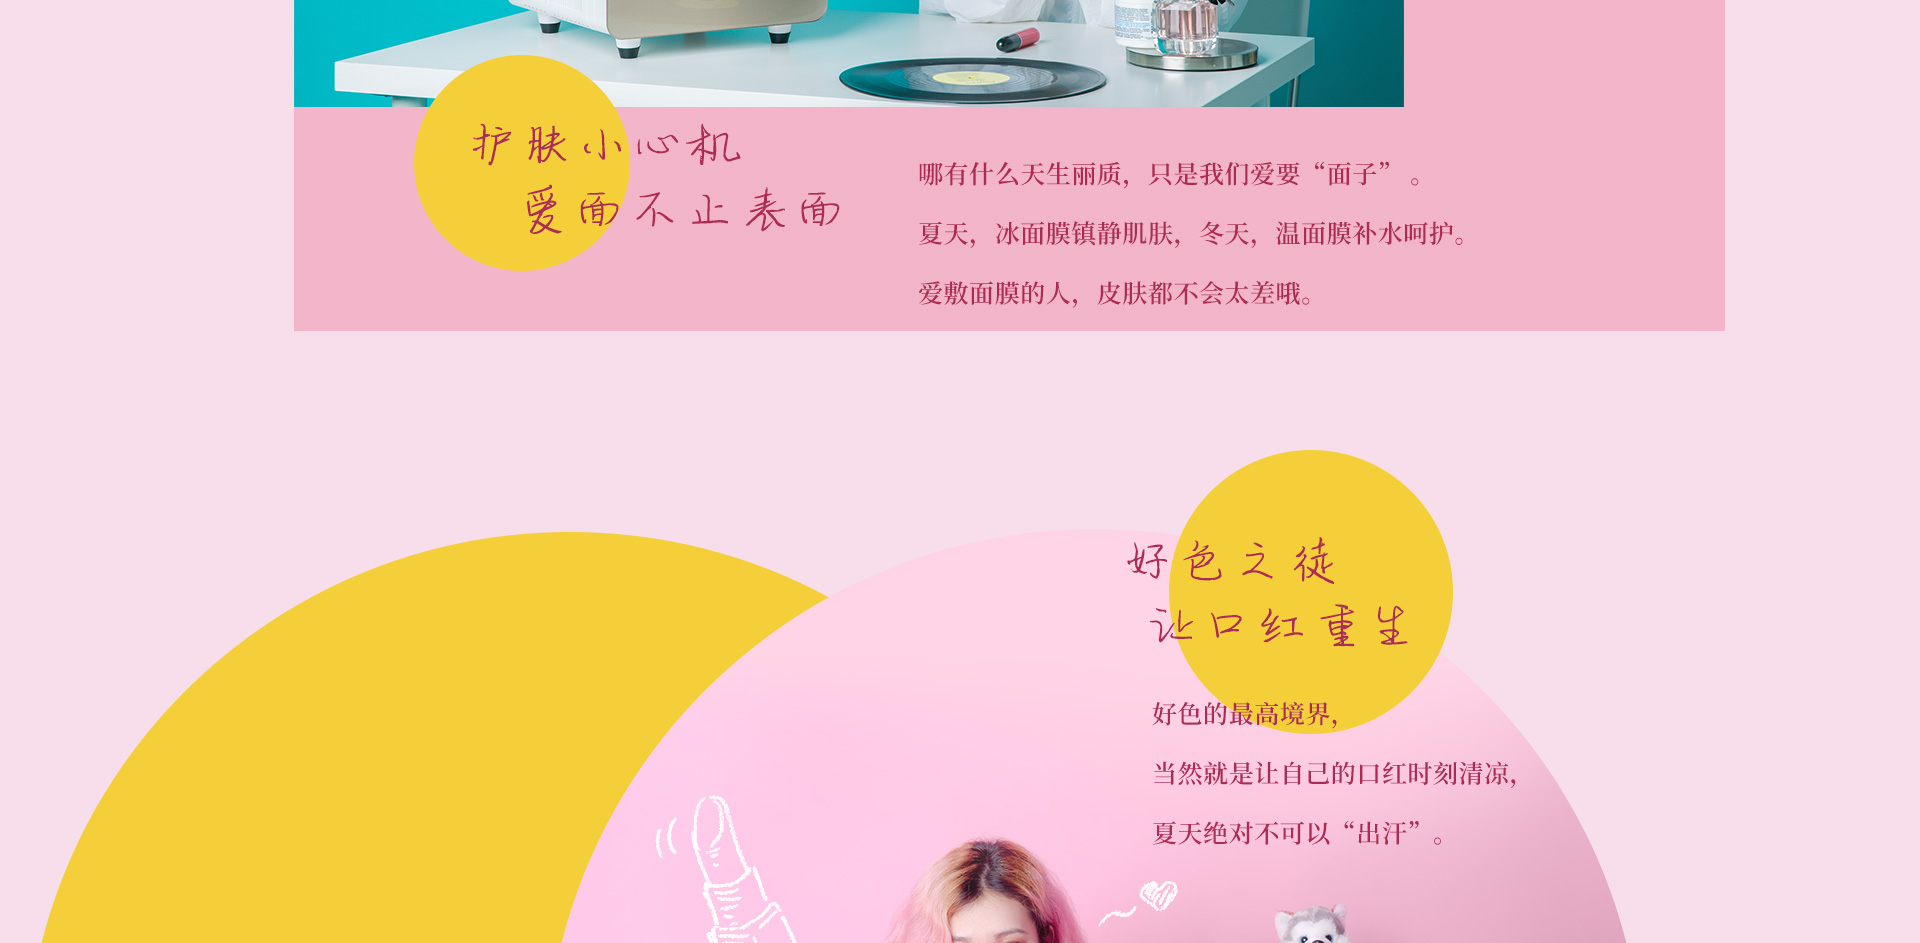 护肤小心机
爱面不止表面
哪有什么天生丽质，只是我们爱要“面子”。
夏天，冰面膜镇静肌肤，冬天，温面膜补水呵护。
爱敷面膜的人，皮肤都不会太差哦。
好色之徒
让口红重生
好色的最高境界，
当然就是让自己的口红时刻清凉，
夏天绝对不可以“出汗”。